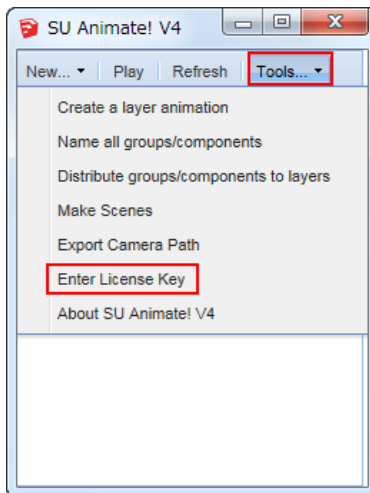 SU Animate! V4
New... Play Refresh Tools...
Create a layer animation
Name all groups/components
Distribute groups/components to layers
Make Scenes
Export Camera Path
Enter License Key
About SU Animate! V4